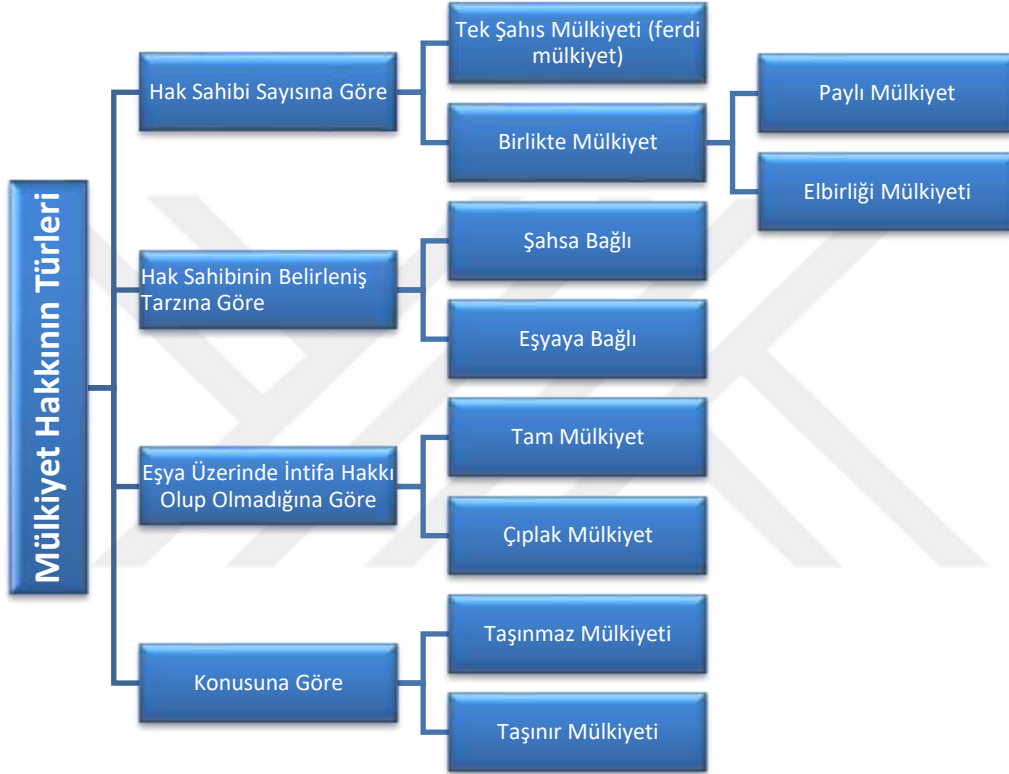 Mülkiyet Hakkının Türleri
Hak Sahibi Sayısına Göre
Tek Şahıs Mülkiyeti (ferdi
mülkiyet)
Birlikte Mülkiyet
Paylı Mülkiyet
Elbirliği Mülkiyeti
Hak Sahibinin Belirleniş
Tarzına Göre
Şahsa Bağlı
Eşyaya Bağlı
Eşya Üzerinde İntifa Hakkı
Olup Olmadığına Göre
Tam Mülkiyet
Çıplak Mülkiyet
Konusuna Göre
Taşınmaz Mülkiyeti
Taşınır Mülkiyeti